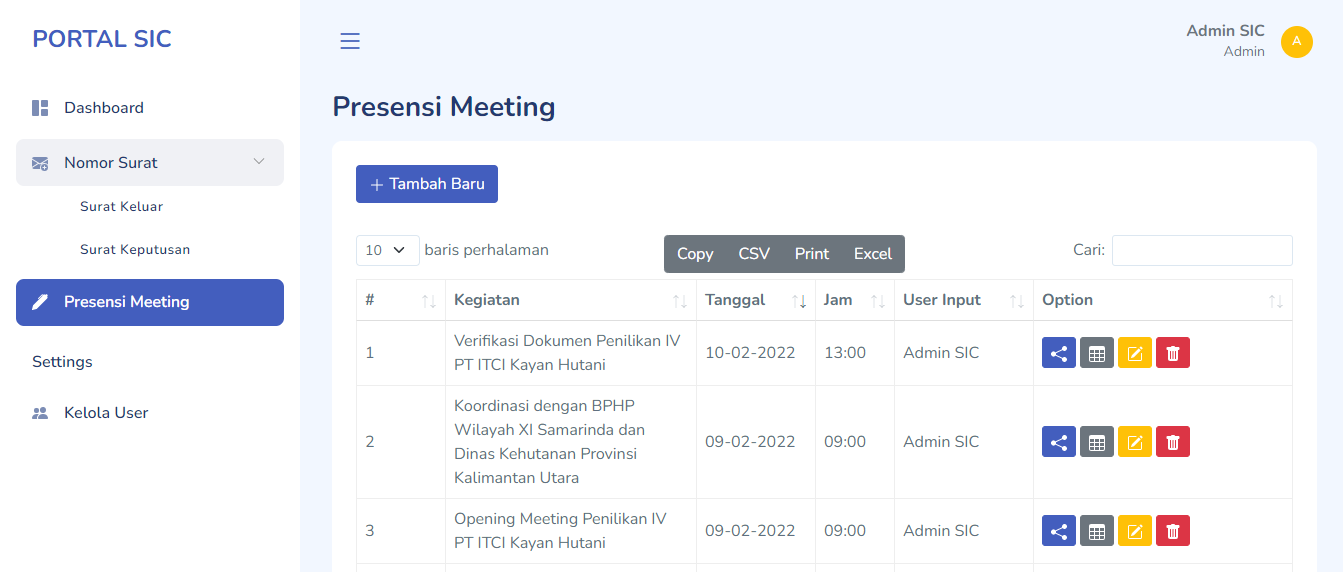 PORTAL SIC
Dashboard
Nomor Surat
Surat Keluar
Surat Keputusan
Presensi Meeting
Settings
Kelola User
Admin SIC
Admin
A
Presensi Meeting
+ Tambah Baru
10 baris perhalaman
Copy CSV Print Excel
Cari:
# Kegiatan Tanggal Jam User Input Option
1 Verifikasi Dokumen Penilikan IV 10-02-2022 13:00 Admin SIC
PT ITCI Kayan Hutani
Koordinasi dengan BPHP
Wilayah XI Samarinda dan
2 09-02-2022 09:00 Admin SIC
Dinas Kehutanan Provinsi
Kalimantan Utara
3 Opening Meeting Penilikan IV 09-02-2022 09:00 Admin SIC
PT ITCI Kayan Hutani